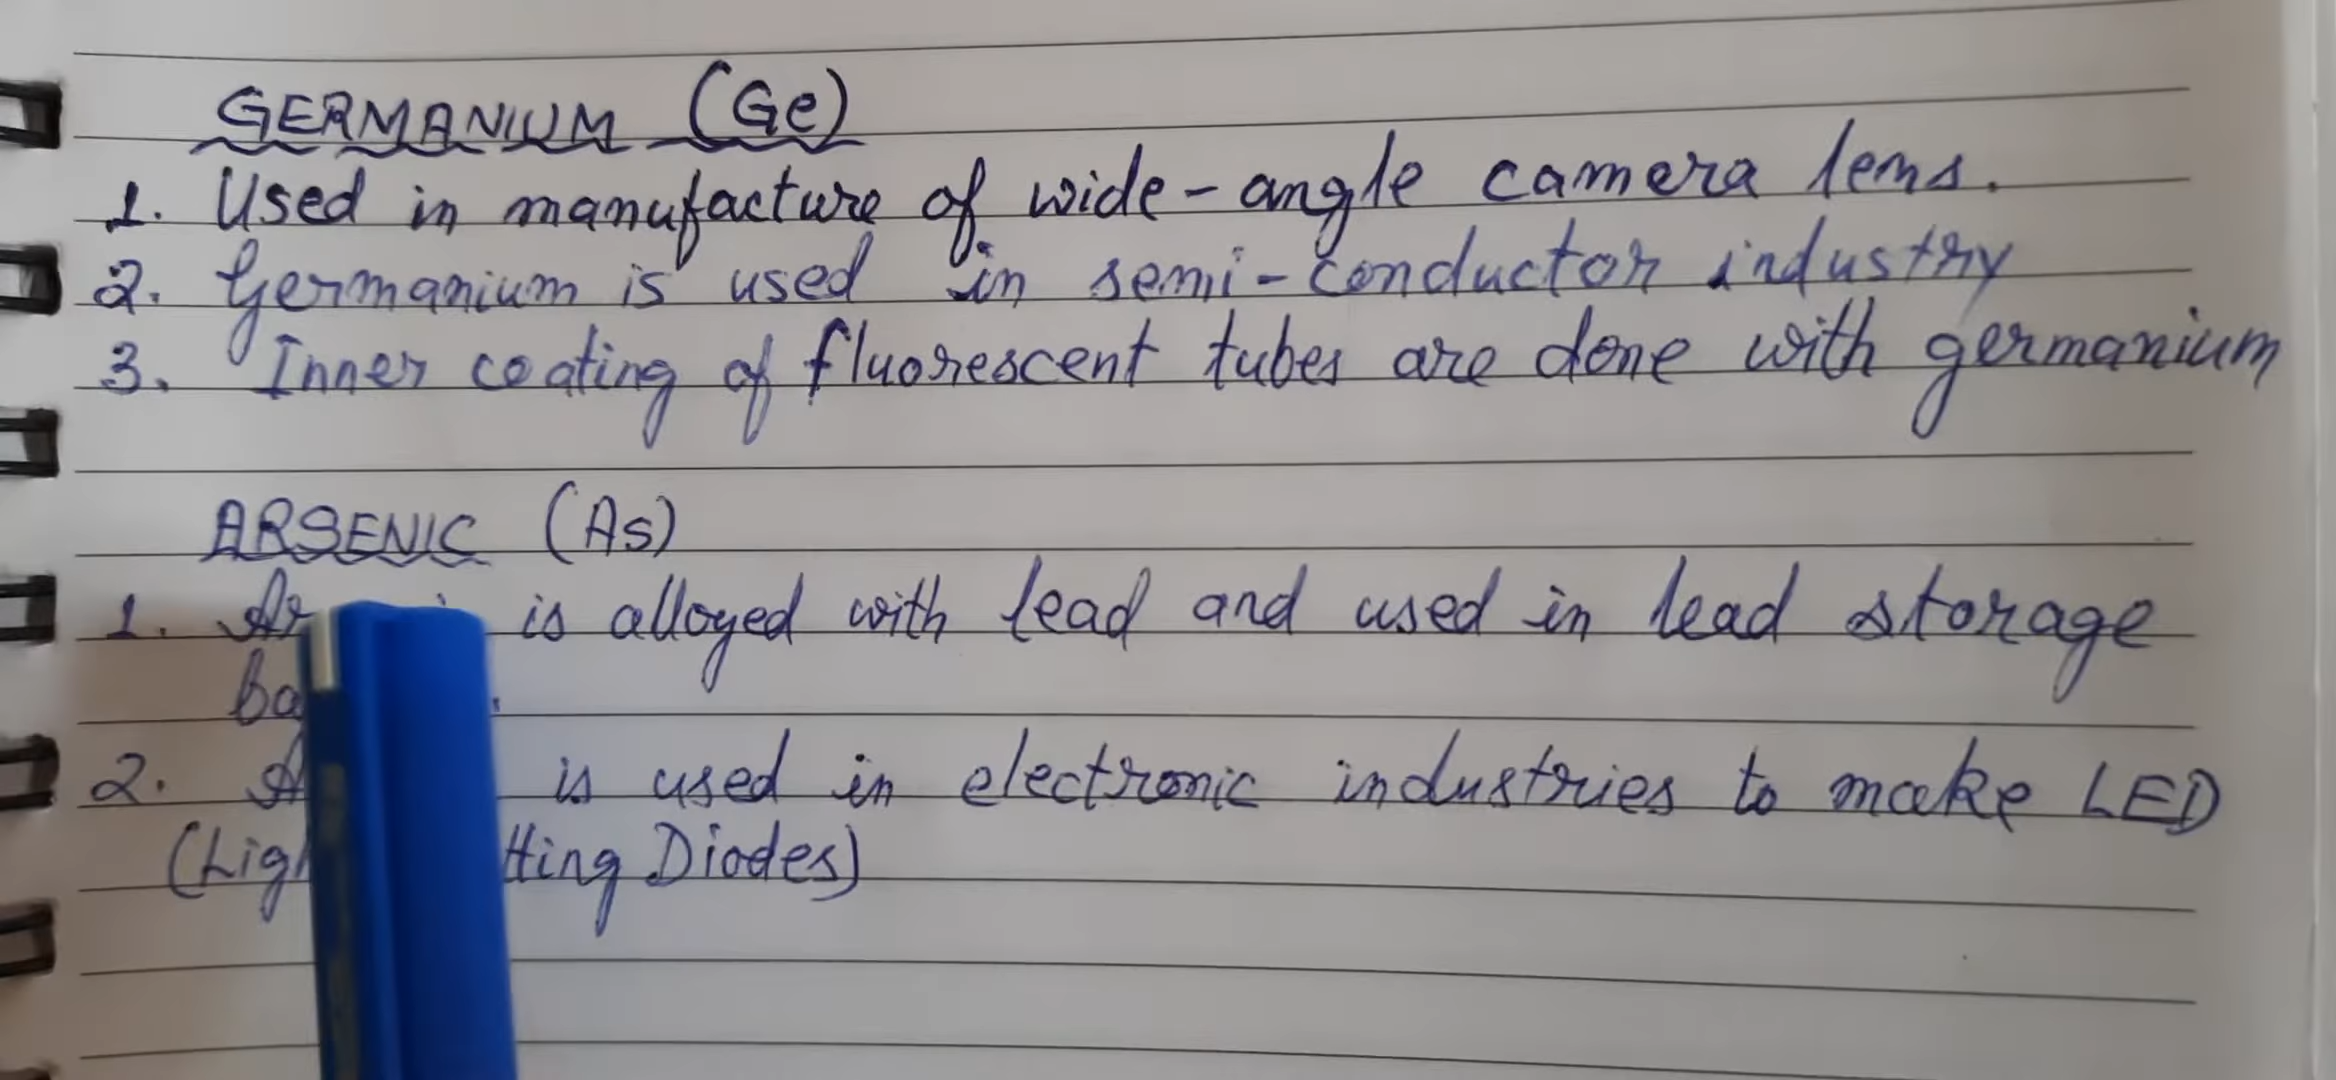 GERMANIUM (Ge)
1. Used in manufacture of wide-angle camera lens.
2. Germanium is used in semi-conductor industry
3. Inner coating of fluorescent tubes are done with germanium
ARSENIC (As)
1. is alloyed with lead and used in lead storage
2. is used in electronic industries to make LED
Diodes)